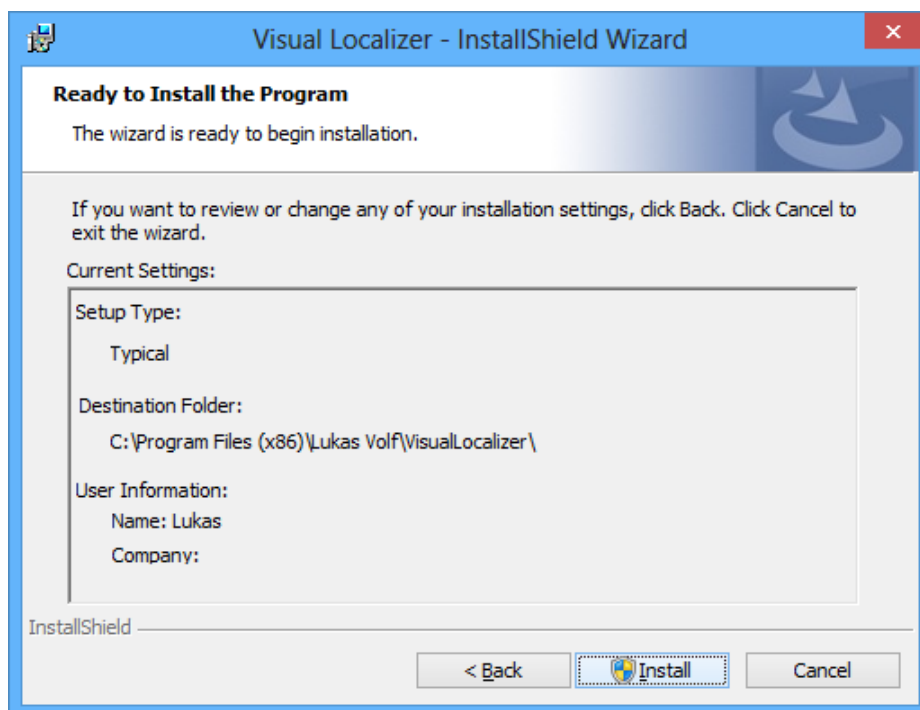 Visual Localizer - InstallShield Wizard
Ready to Install the Program
The wizard is ready to begin installation.
If you want to review or change any of your installation settings, click Back. Click Cancel to
exit the wizard.
Current Settings:
Setup Type:
Typical
Destination Folder:
C:\Program Files (x86)\Lukas Volf\VisualLocalizer\
User Information:
Name: Lukas
Company:
InstallShield
< Back
Install
Cancel